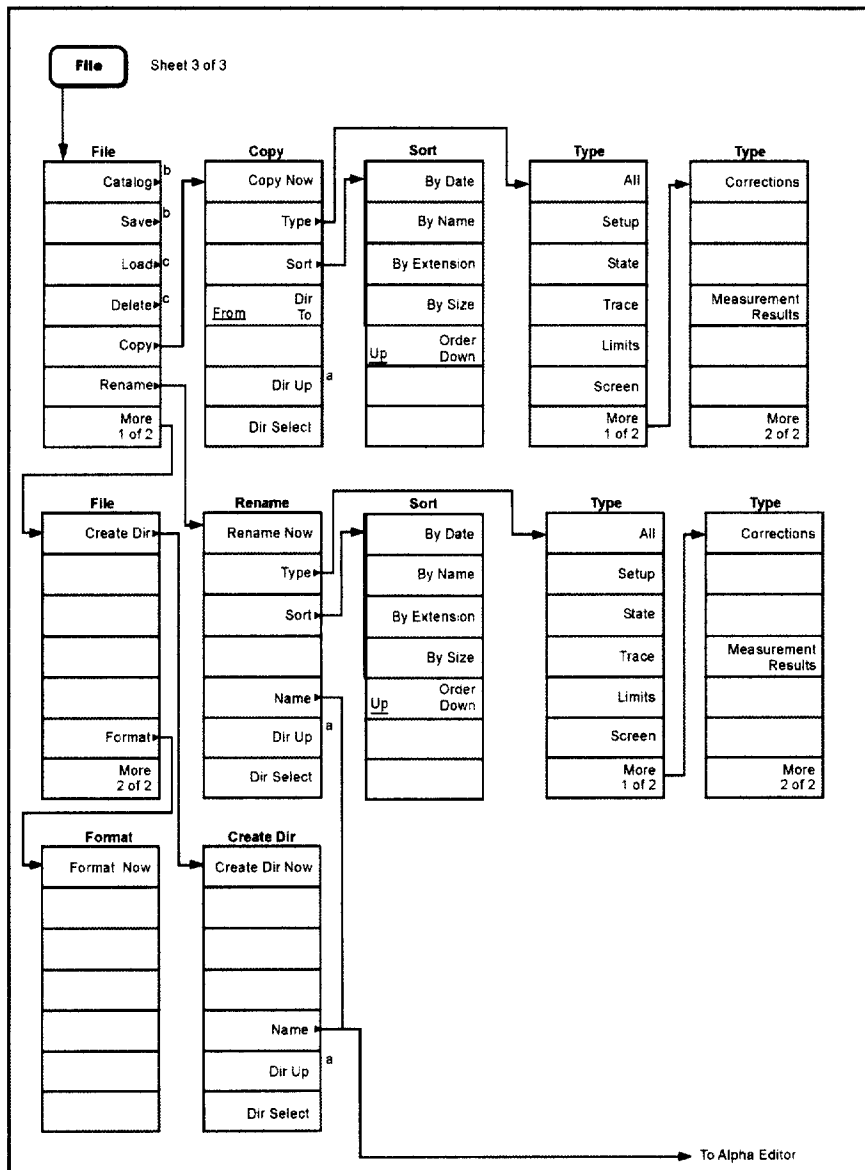 File
Sheet 3 of 3
File
Catalog b
Save b
Load c
Delete c
Copy
Rename
More
1 of 2
Copy
Copy Now
Type
Sort
Dir
From To
Dir Up a
Dir Select
Sort
By Date
By Name
By Extension
By Size
Order
Up Down
Type
All
Setup
State
Trace
Limits
Screen
More
1 of 2
Type
Corrections
Measurement
Results
More
2 of 2
File
Create Dir
Format
More
2 of 2
Rename
Rename Now
Type
Sort
Name
Dir Up a
Dir Select
Sort
By Date
By Name
By Extension
By Size
Order
Up Down
Type
All
Setup
State
Trace
Limits
Screen
More
1 of 2
Type
Corrections
Measurement
Results
More
2 of 2
Format
Format Now
Create Dir
Create Dir Now
Name
Dir Up a
Dir Select
To Alpha Editor